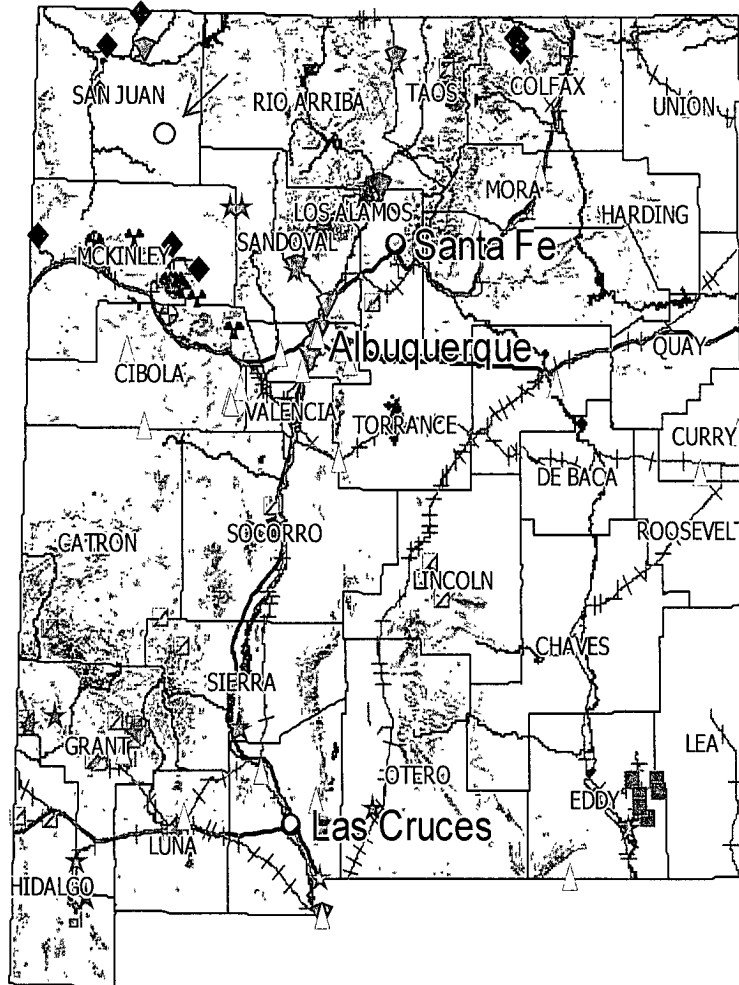 SAN JUAN
RIO ARRIBA
TAOS
COLFAX
UNION
MORA
LOS ALAMOS
HARDING
SANDOVAL
Santa Fe
MCKINLEY
Albuquerque
QUAY
CIBOLA
VALENCIA
TORRANCE
CURRY
DE BACA
SOCORRO
ROOSEVELT
CATRON
LINCOLN
CHAVES
SIERRA
GRANT
LEA
OTERO
EDDY
Las Cruces
LUNA
HIDALGO